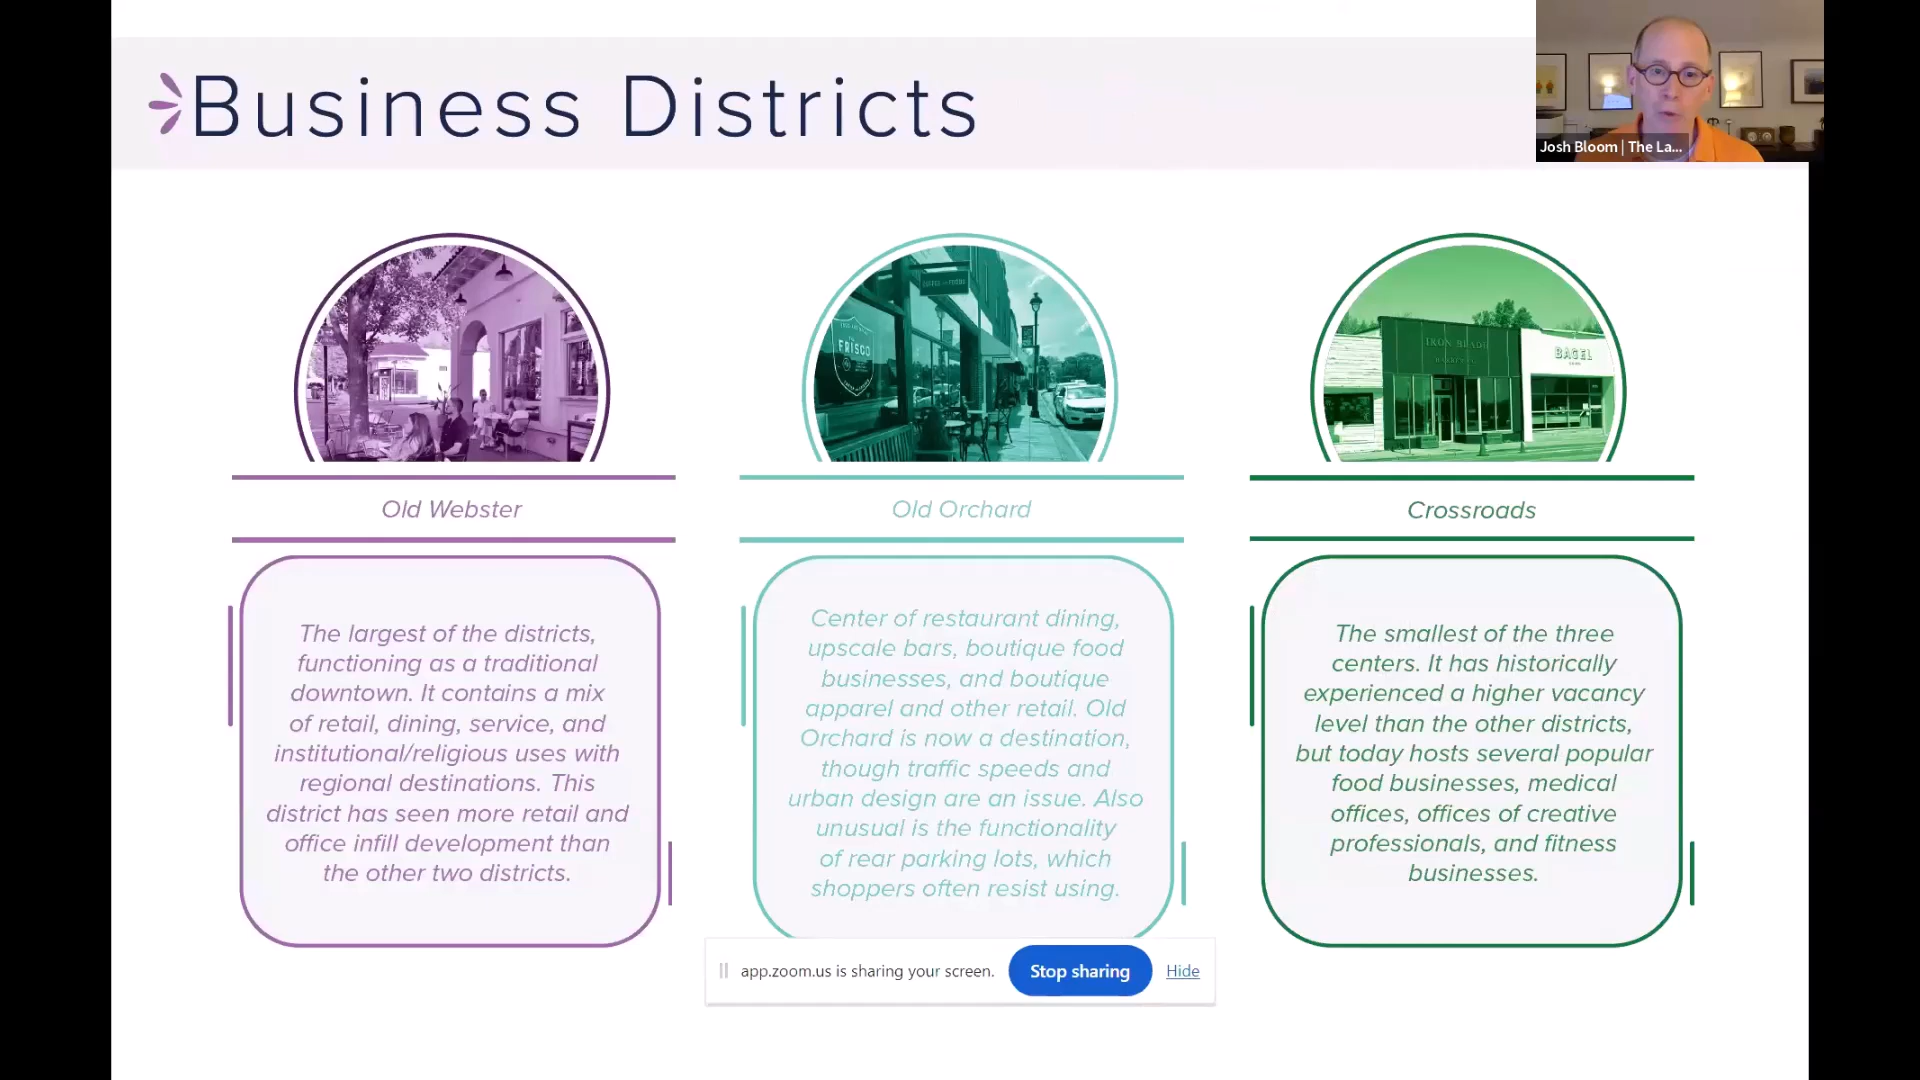 Business Districts
Josh Bloom | The La...
FRISCO
IRON BLADE
BAGEL
Old Webster
Old Orchard
Crossroads
The largest of the districts,
functioning as a traditional
downtown. It contains a mix
of retail, dining, service, and
institutional/religious uses with
regional destinations. This
district has seen more retail and
office infill development than
the other two districts.
Center of restaurant dining,
upscale bars, boutique food
businesses, and boutique
apparel and other retail. Old
Orchard is now a destination,
though traffic speeds and
urban design are an issue. Also
unusual is the functionality
of rear parking lots, which
shoppers often resist using.
The smallest of the three
centers. It has historically
experienced a higher vacancy
level than the other districts,
but today hosts several popular
food businesses, medical
offices, offices of creative
professionals, and fitness
businesses.
app.zoom.us is sharing your screen.
Stop sharing
Hide